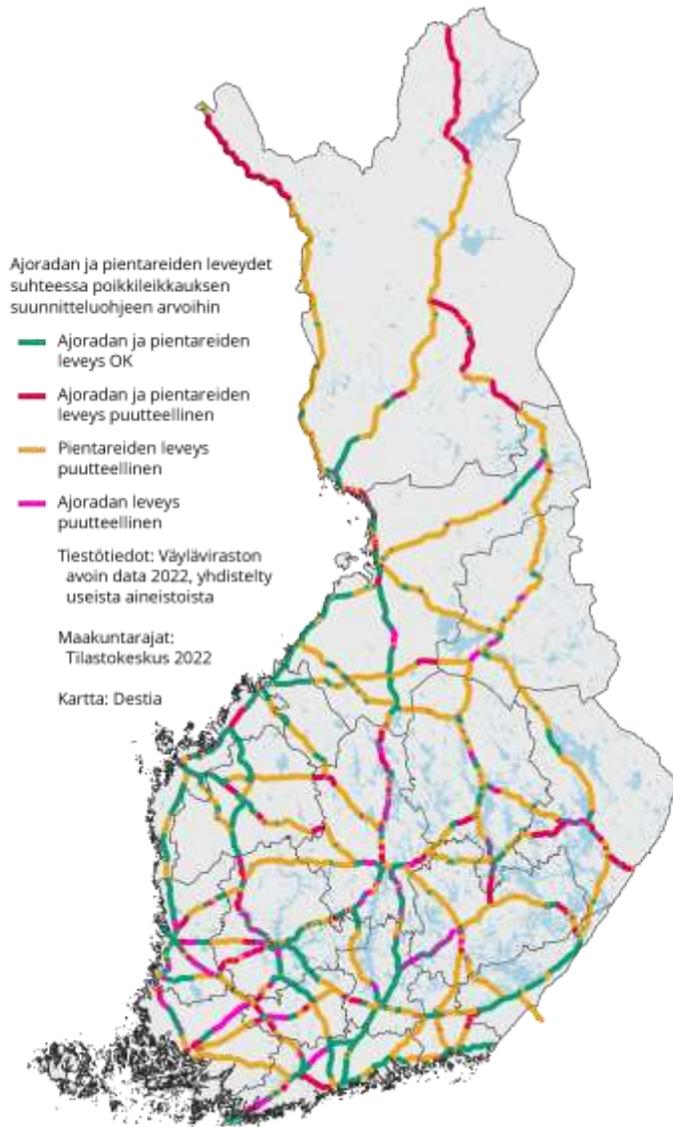 Ajoradan ja pientareiden leveydet
suhteessa poikkileikkauksen
suunnitteluohjeen arvoihin
Ajoradan ja pientareiden
leveys OK
Ajoradan ja pientareiden
leveys puutteellinen
Pientareiden leveys
puutteellinen
Ajoradan leveys
puutteellinen
Tiestötiedot: Väyläviraston
avoin data 2022, yhdistelty
useista aineistoista
Maakuntarajat:
Tilastokeskus 2022
Kartta: Destia